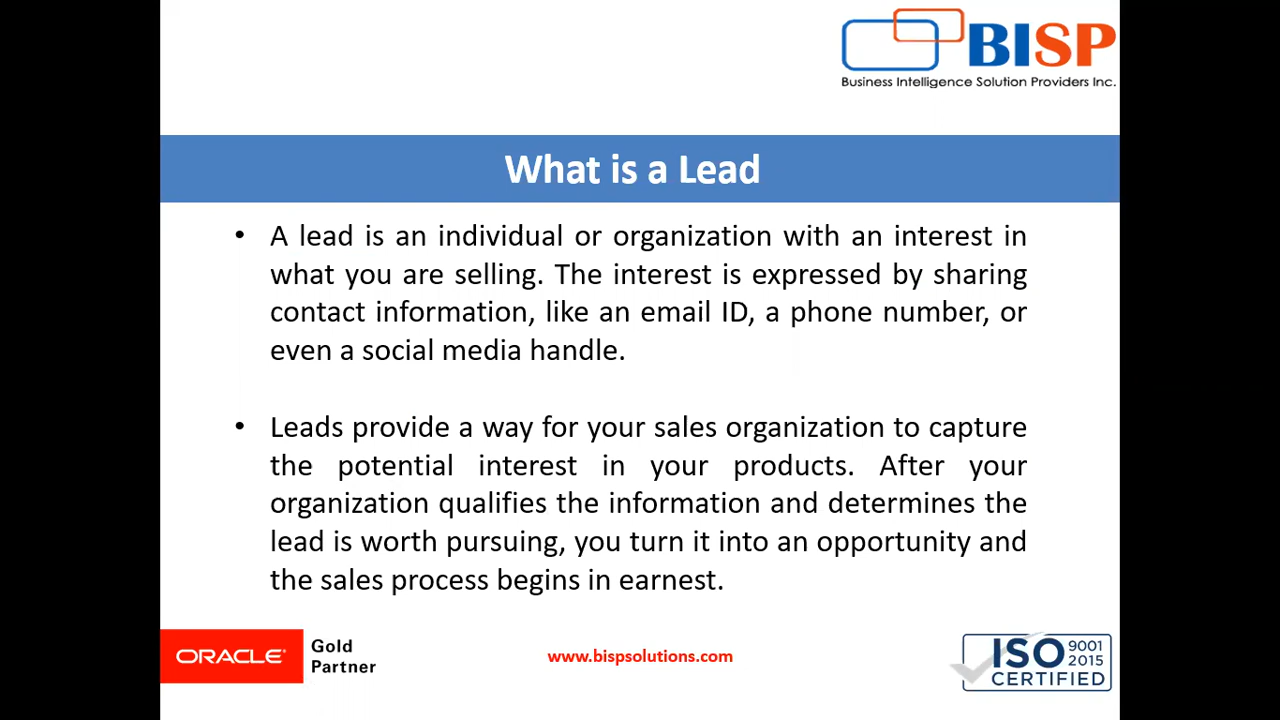 BISP
Business Intelligence Solution Providers Inc.
What is a Lead
• A lead is an individual or organization with an interest in
what you are selling. The interest is expressed by sharing
contact information, like an email ID, a phone number, or
even a social media handle.
• Leads provide a way for your sales organization to capture
the potential interest in your products. After your
organization qualifies the information and determines the
lead is worth pursuing, you turn it into an opportunity and
the sales process begins in earnest.
ORACLE®
Gold
Partner
www.bispsolutions.com
ISO 9001
2015
CERTIFIED